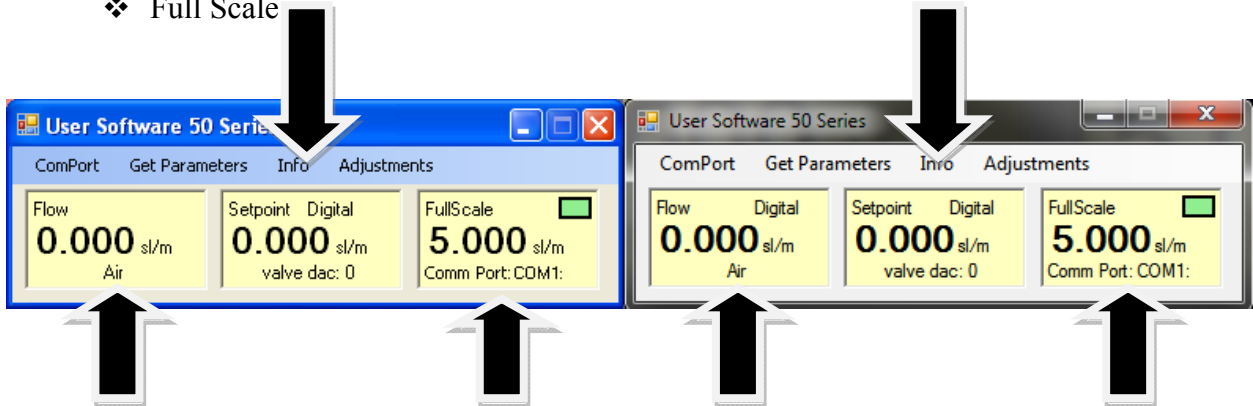 ❖ Full Scale
User Software 50 Series
ComPort Get Parameters Info Adjustments
Flow
0.000 sl/m
Air
Setpoint Digital
0.000 sl/m
valve dac: 0
FullScale
5.000 sl/m
Comm Port: COM1:
User Software 50 Series
ComPort Get Parameters Info Adjustments
Flow Digital
0.000 sl/m
Air
Setpoint Digital
0.000 sl/m
valve dac: 0
FullScale
5.000 sl/m
Comm Port: COM1: